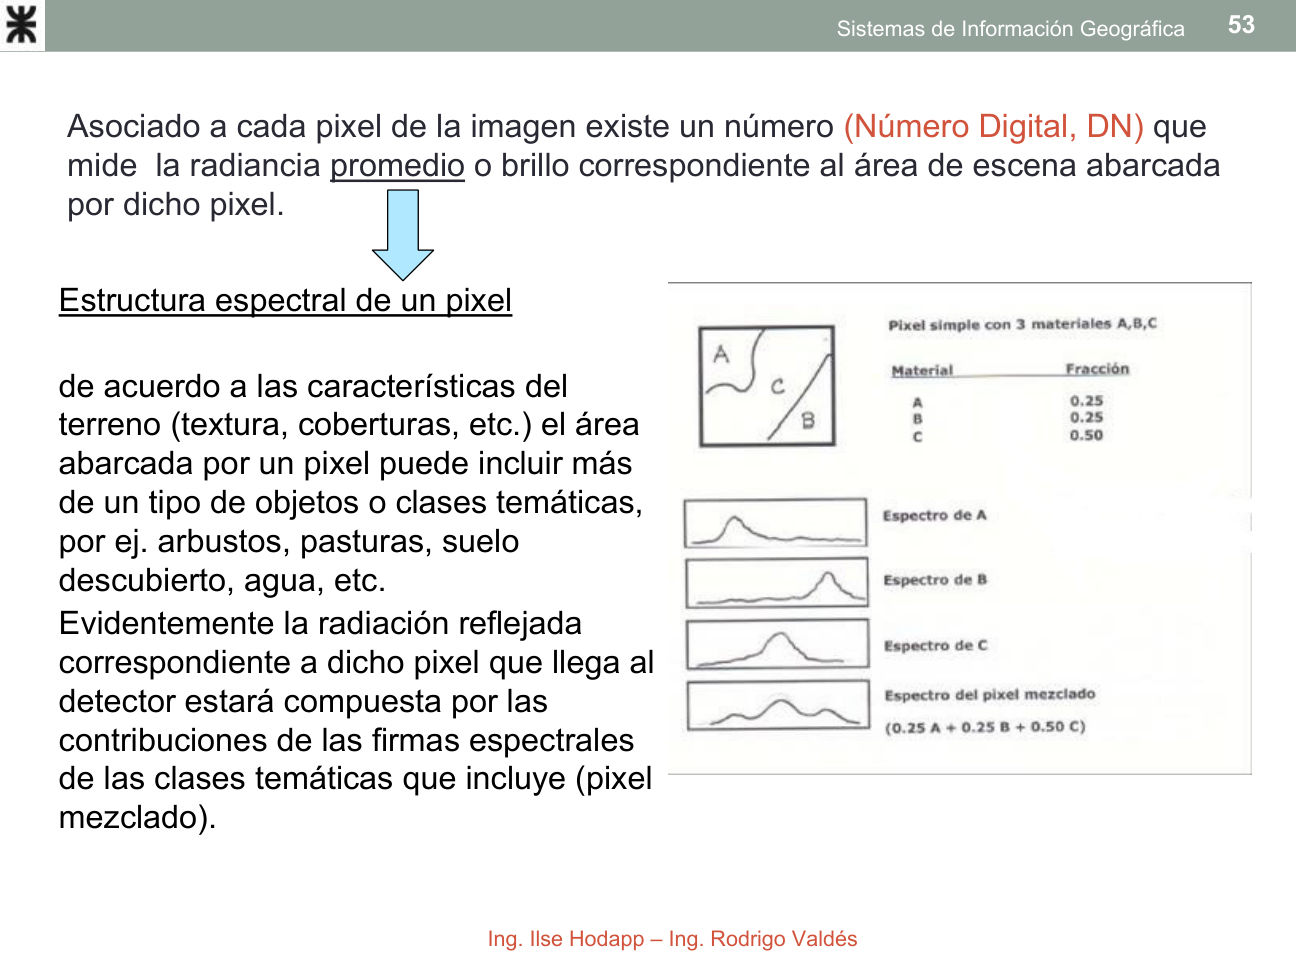 Sistemas de Información Geográfica 53
Asociado a cada pixel de la imagen existe un número (Número Digital, DN) que
mide la radiancia promedio o brillo correspondiente al área de escena abarcada
por dicho pixel.
Estructura espectral de un pixel
de acuerdo a las características del
terreno (textura, coberturas, etc.) el área
abarcada por un pixel puede incluir más
de un tipo de objetos o clases temáticas,
por ej. arbustos, pasturas, suelo
descubierto, agua, etc.
Evidentemente la radiación reflejada
correspondiente a dicho pixel que llega al
detector estará compuesta por las
contribuciones de las firmas espectrales
de las clases temáticas que incluye (pixel
mezclado).
A
C
B
Pixel simple con 3 materiales A,B,C
Material Fracción
A 0.25
B 0.25
C 0.50
Espectro de A
Espectro de B
Espectro de C
Espectro del pixel mezclado
(0.25 A + 0.25 B + 0.50 C)
Ing. Ilse Hodapp – Ing. Rodrigo Valdés